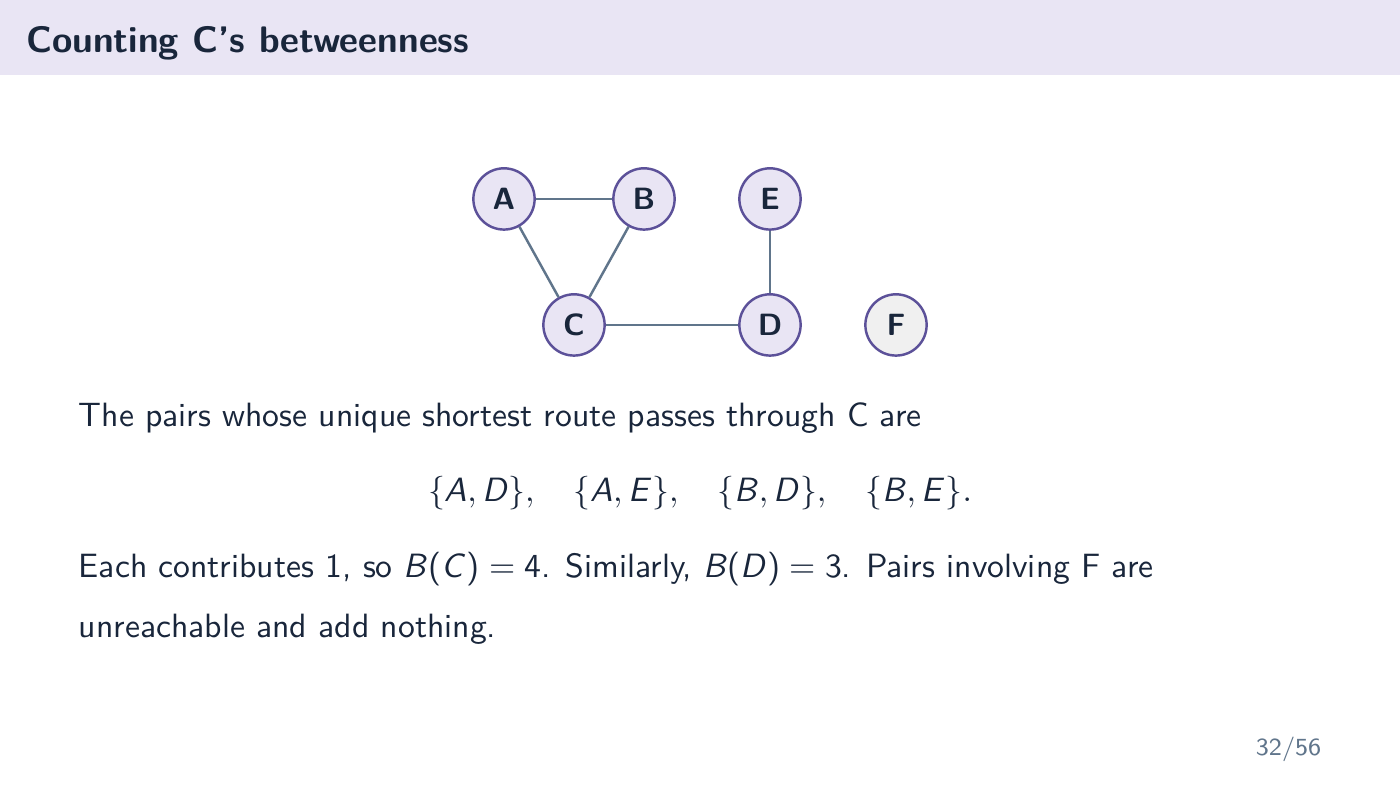 Counting C's betweenness
A B E
C D F
The pairs whose unique shortest route passes through C are
{A, D}, {A, E}, {B, D}, {B, E}.
Each contributes 1, so B(C) = 4. Similarly, B(D) = 3. Pairs involving F are
unreachable and add nothing.
32/56